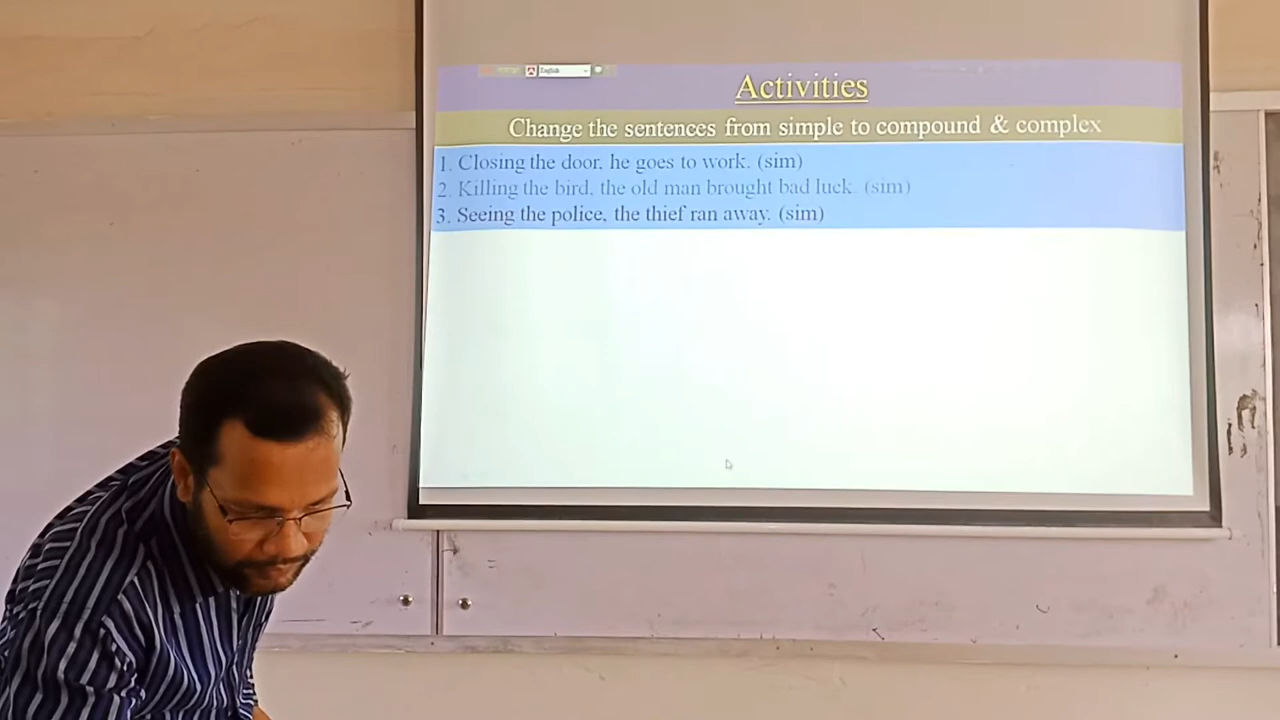 English
Activities
Change the sentences from simple to compound & complex
1. Closing the door, he goes to work. (sim)
2. Killing the bird, the old man brought bad luck. (sim)
3. Seeing the police, the thief ran away. (sim)